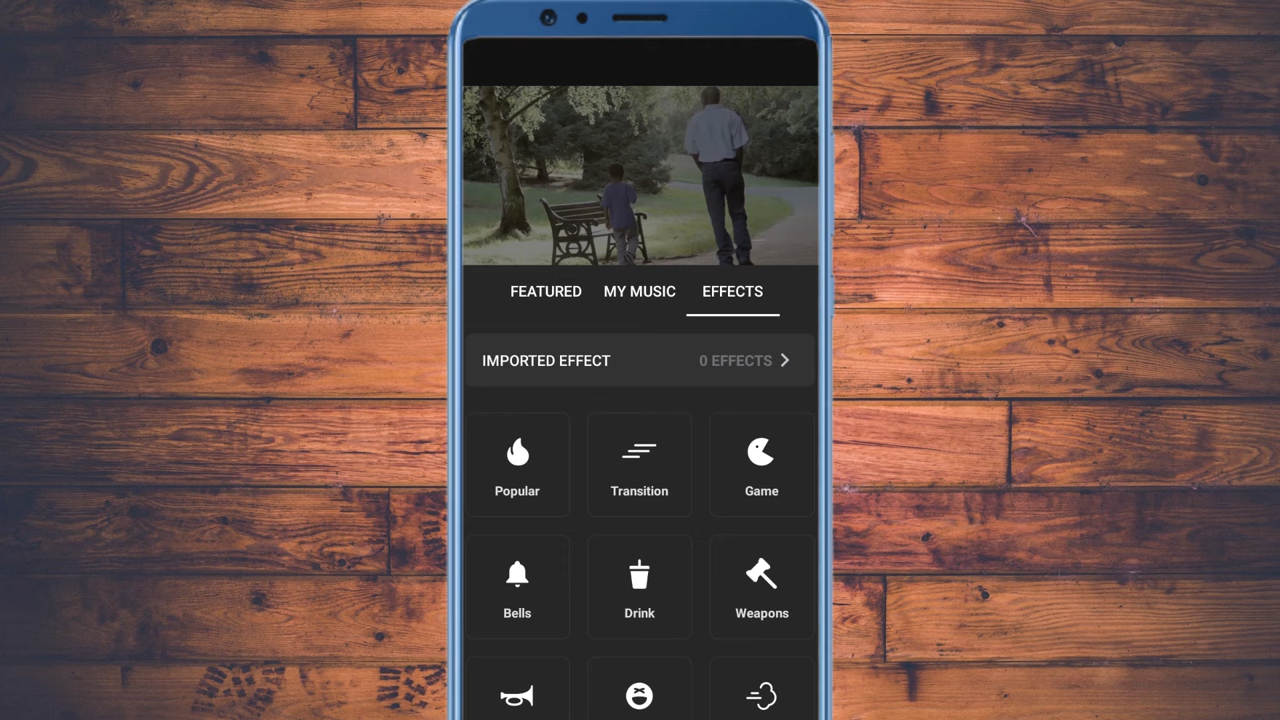 FEATURED MY MUSIC EFFECTS
IMPORTED EFFECT 0 EFFECTS
Popular Transition Game
Bells Drink Weapons